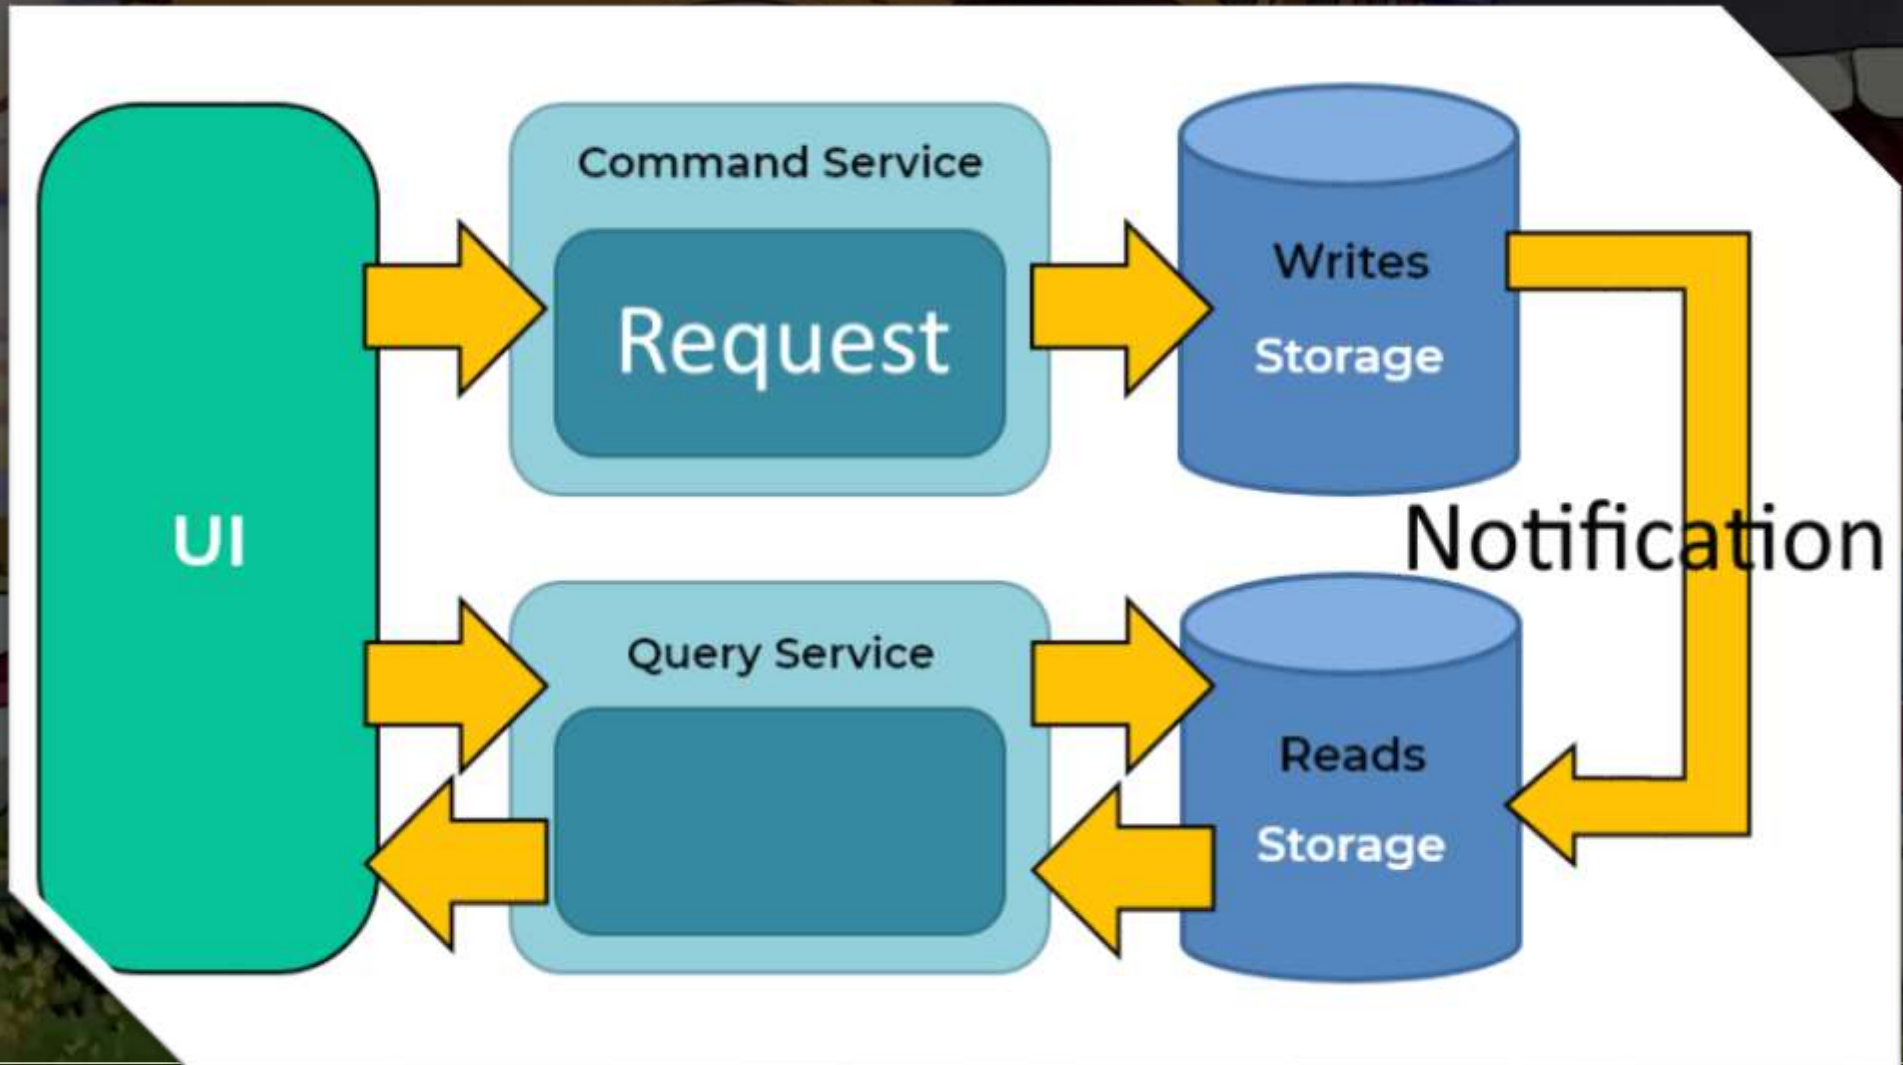 UI
Command Service
Request
Writes
Storage
Notification
Query Service
Reads
Storage